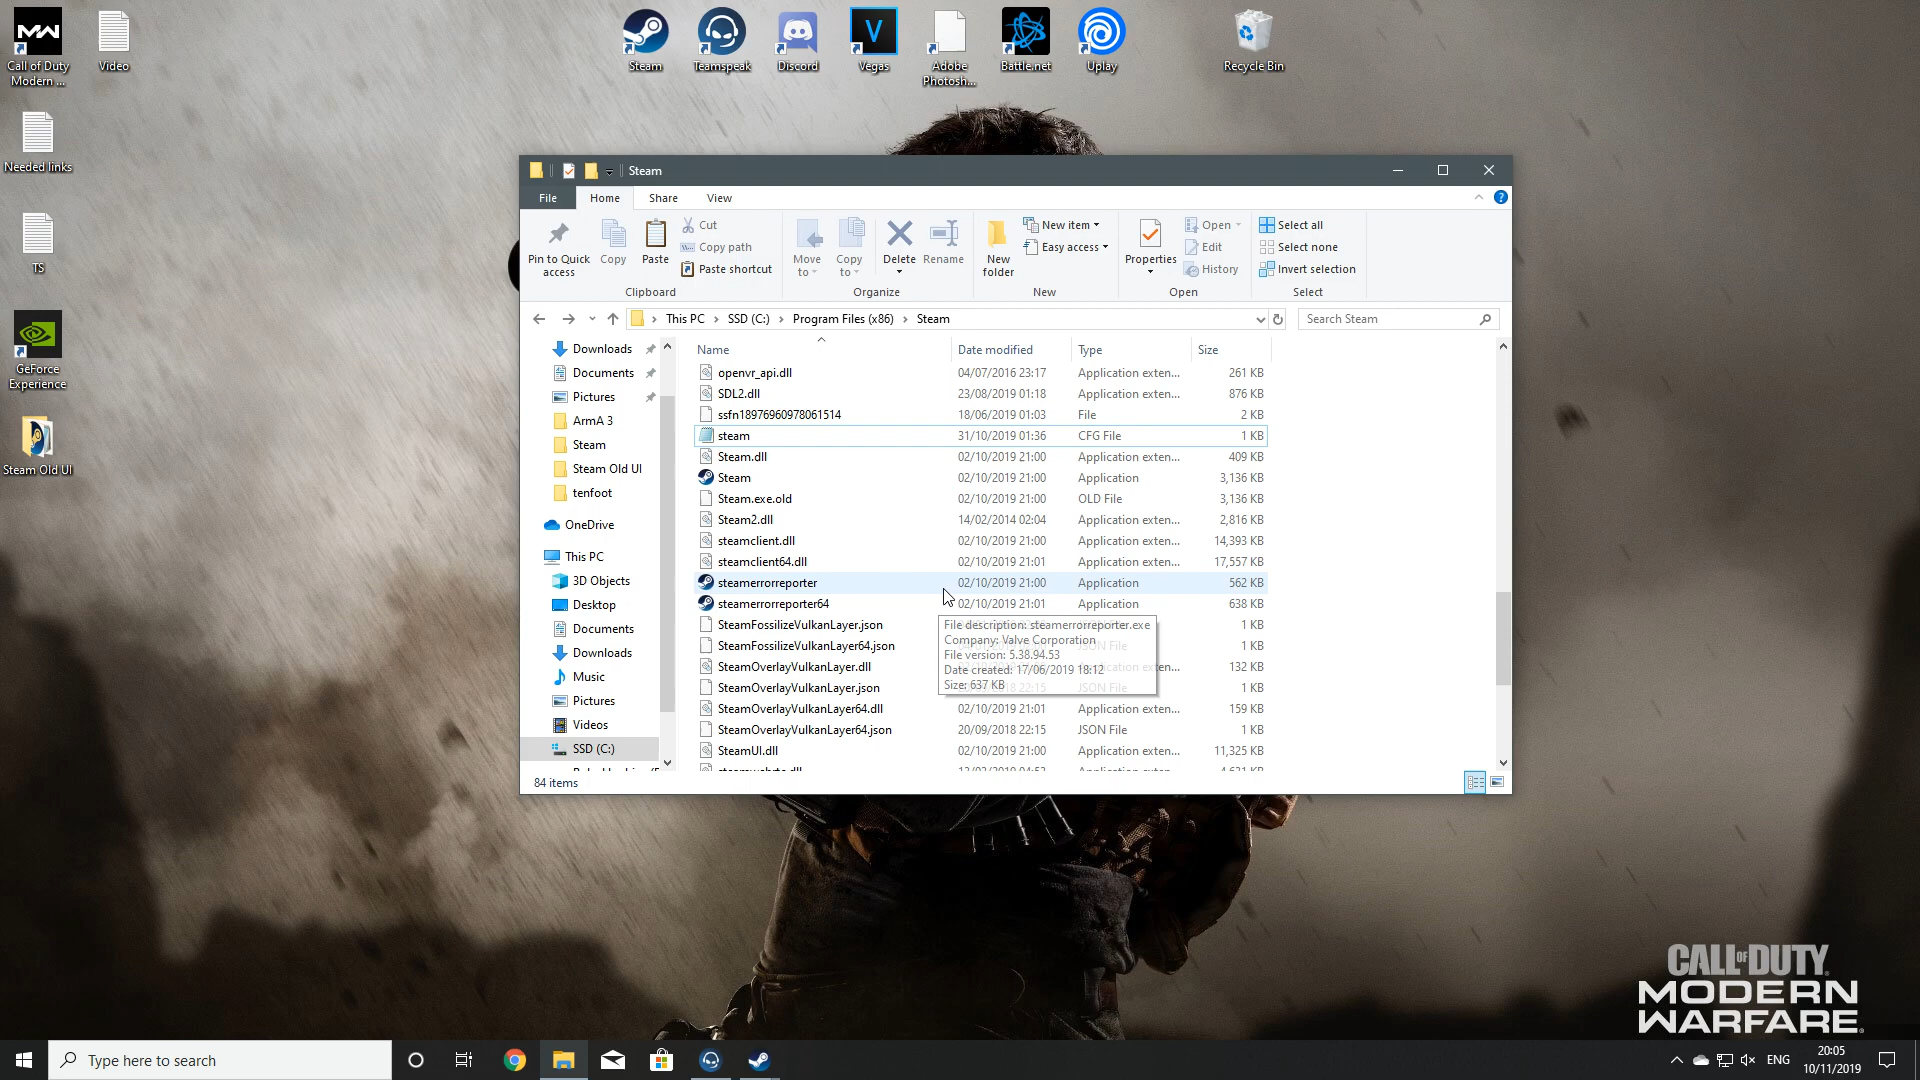 Call of Duty
Modern ...
Video
Steam
Teamspeak
Discord
Vegas
Adobe
Photosh...
Battle.net
Uplay
Recycle Bin
Needed links
TS
GeForce
Experience
Steam Old UI
Steam
File
Home
Share
View
Pin to Quick
access
Copy
Paste
Cut
Copy path
Paste shortcut
Clipboard
Move
to
Copy
to
Delete
Rename
Organize
New
folder
New item
Easy access
New
Properties
Open
Edit
History
Open
Select all
Select none
Invert selection
Select
This PC
SSD (C:)
Program Files (x86)
Steam
Search Steam
Downloads
Documents
Pictures
ArmA 3
Steam
Steam Old UI
tenfoot
OneDrive
This PC
3D Objects
Desktop
Documents
Downloads
Music
Pictures
Videos
SSD (C:)
Name Date modified Type Size
openvr_api.dll 04/07/2016 23:17 Application exten... 261 KB
SDL2.dll 23/08/2019 01:18 Application exten... 876 KB
ssfn18976960978061514 18/06/2019 01:03 File 2 KB
steam 31/10/2019 01:36 CFG File 1 KB
Steam.dll 02/10/2019 21:00 Application exten... 409 KB
Steam 02/10/2019 21:00 Application 3,136 KB
Steam.exe.old 02/10/2019 21:00 OLD File 3,136 KB
Steam2.dll 14/02/2014 02:04 Application exten... 2,816 KB
steamclient.dll 02/10/2019 21:00 Application exten... 14,393 KB
steamclient64.dll 02/10/2019 21:01 Application exten... 17,557 KB
steamerrorreporter 02/10/2019 21:00 Application 562 KB
steamerrorreporter64 02/10/2019 21:01 Application 638 KB
SteamFossilizeVulkanLayer.json 1 KB
SteamFossilizeVulkanLayer64.json JSON File 1 KB
SteamOverlayVulkanLayer.dll exten... 132 KB
SteamOverlayVulkanLayer.json 22:15 JSON File 1 KB
SteamOverlayVulkanLayer64.dll 02/10/2019 21:01 Application exten... 159 KB
SteamOverlayVulkanLayer64.json 20/09/2018 22:15 JSON File 1 KB
SteamUI.dll 02/10/2019 21:00 Application exten... 11,325 KB
File description: steamerrorreporter.exe
Company: Valve Corporation
File version: 5.38.94.53
Date created: 17/06/2019 18:12
Size: 637 KB
84 items
CALL OF DUTY
MODERN
WARFARE
Type here to search
ENG
20:05
10/11/2019